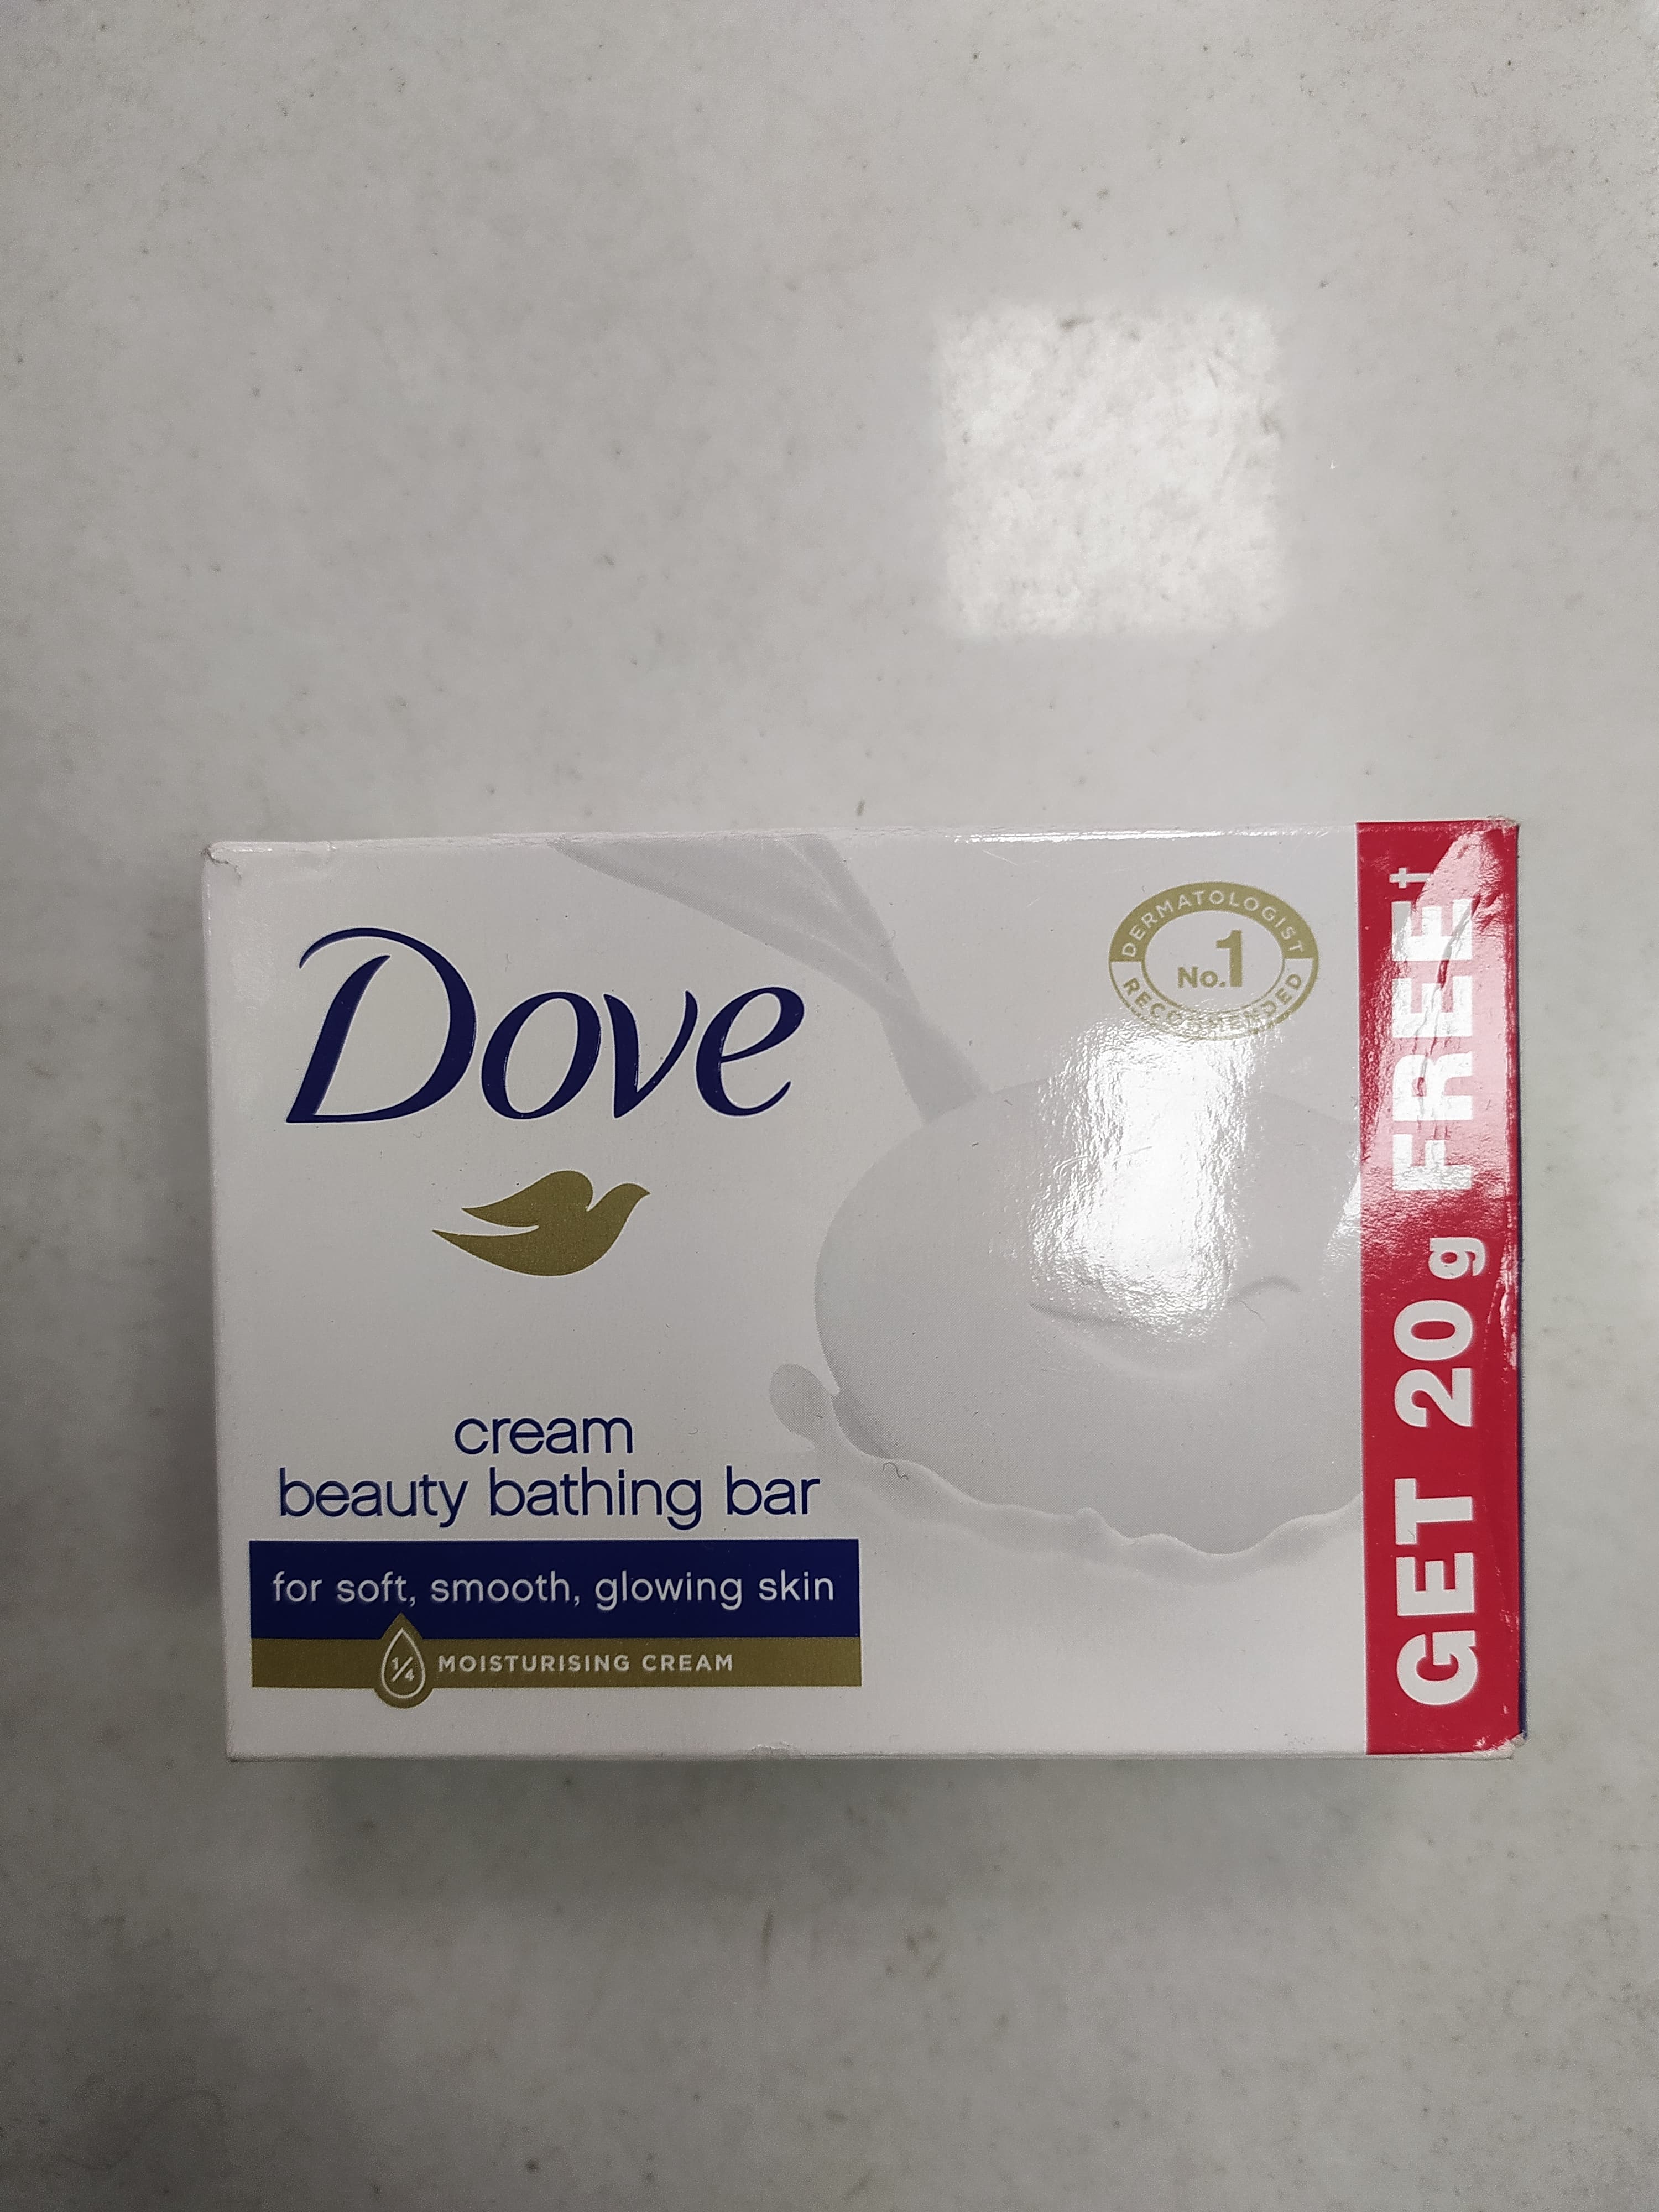 Dove
cream
beauty bathing bar
for soft, smooth, glowing skin
1/4 MOISTURISING CREAM
DERMATOLOGIST
No.1
RECOMMENDED
GET 20 g FREE†